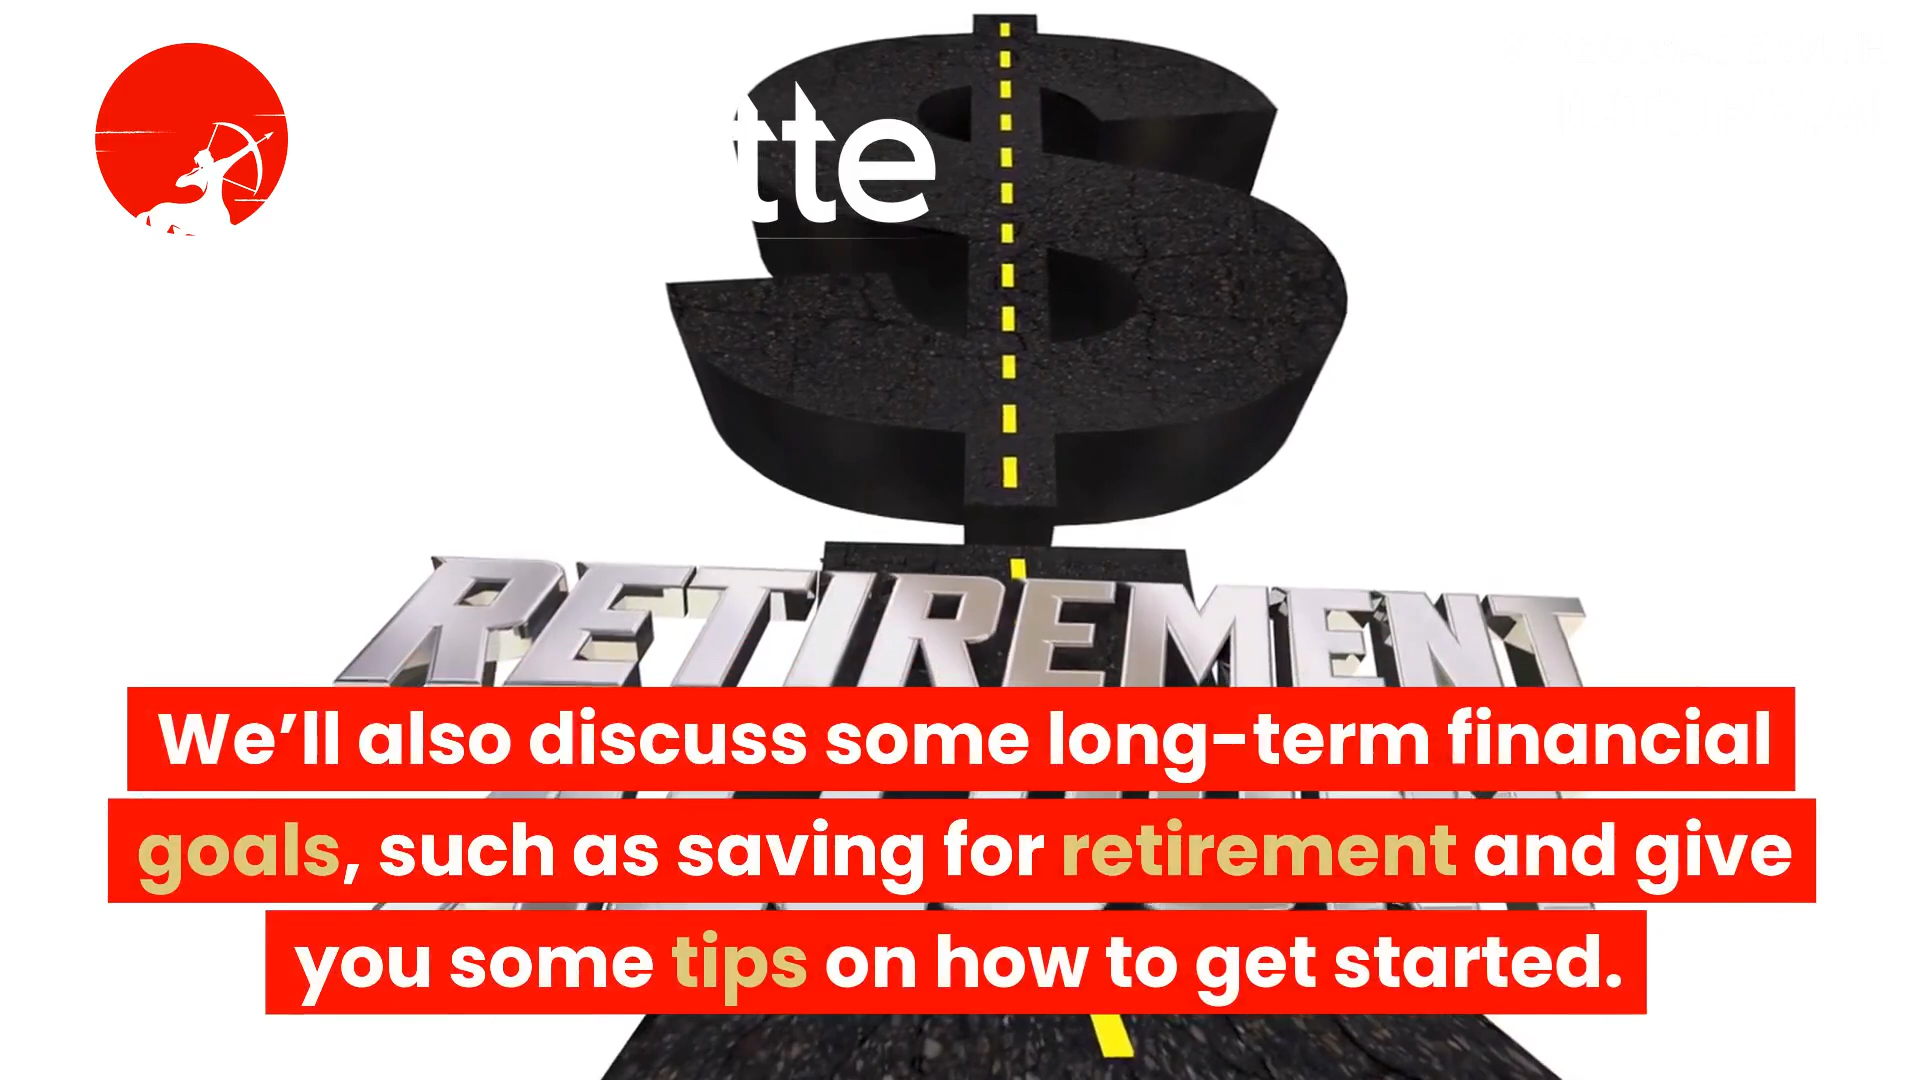 tte
RETIREMENT
We’ll also discuss some long-term financial
goals, such as saving for retirement and give
you some tips on how to get started.